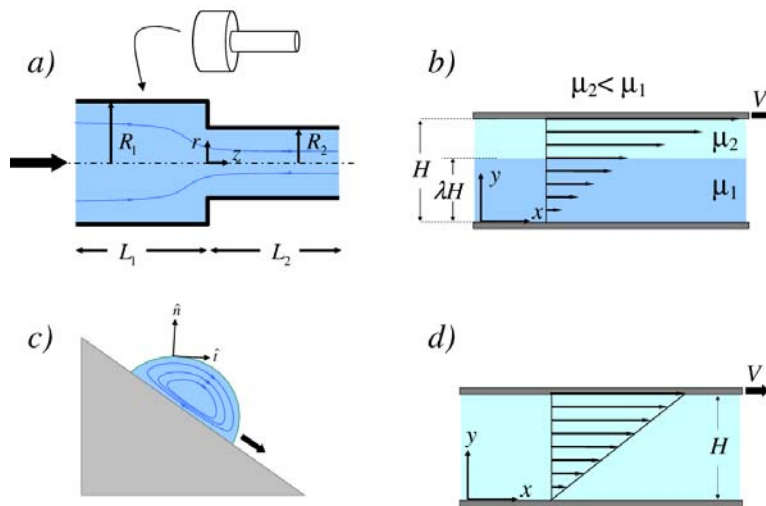 a)
R₁
r
z
R₂
L₁
L₂
b)
μ₂< μ₁
V
H
λH
y
x
μ₂
μ₁
c)
n̂
t̂
d)
V
y
x
H